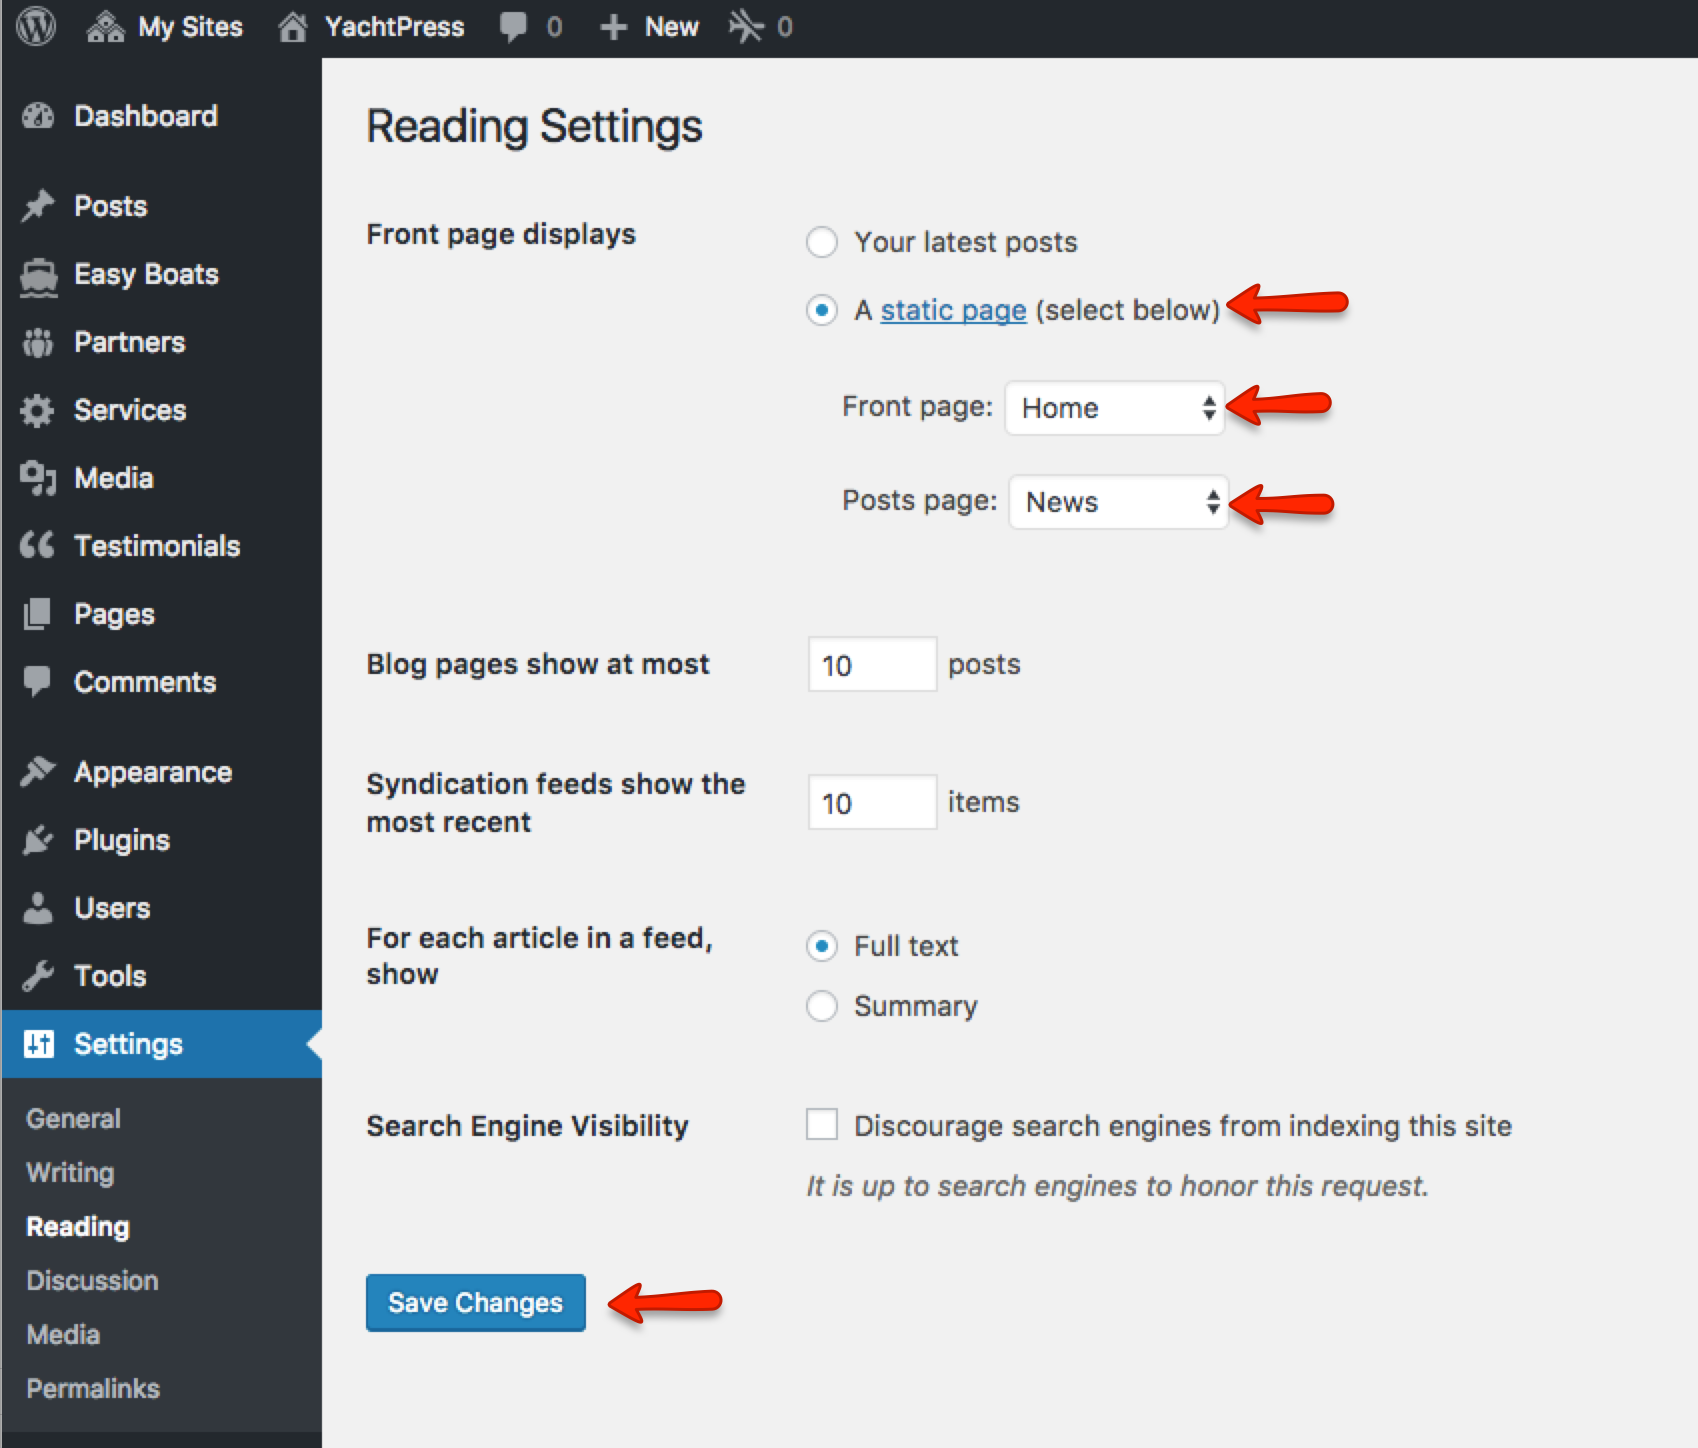 My Sites YachtPress 0 New 0
Dashboard
Posts
Easy Boats
Partners
Services
Media
Testimonials
Pages
Comments
Appearance
Plugins
Users
Tools
Settings
General
Writing
Reading
Discussion
Media
Permalinks
Reading Settings
Front page displays
Your latest posts
A static page (select below)
Front page: Home
Posts page: News
Blog pages show at most 10 posts
Syndication feeds show the
most recent
10 items
For each article in a feed,
show
Full text
Summary
Search Engine Visibility
Discourage search engines from indexing this site
It is up to search engines to honor this request.
Save Changes